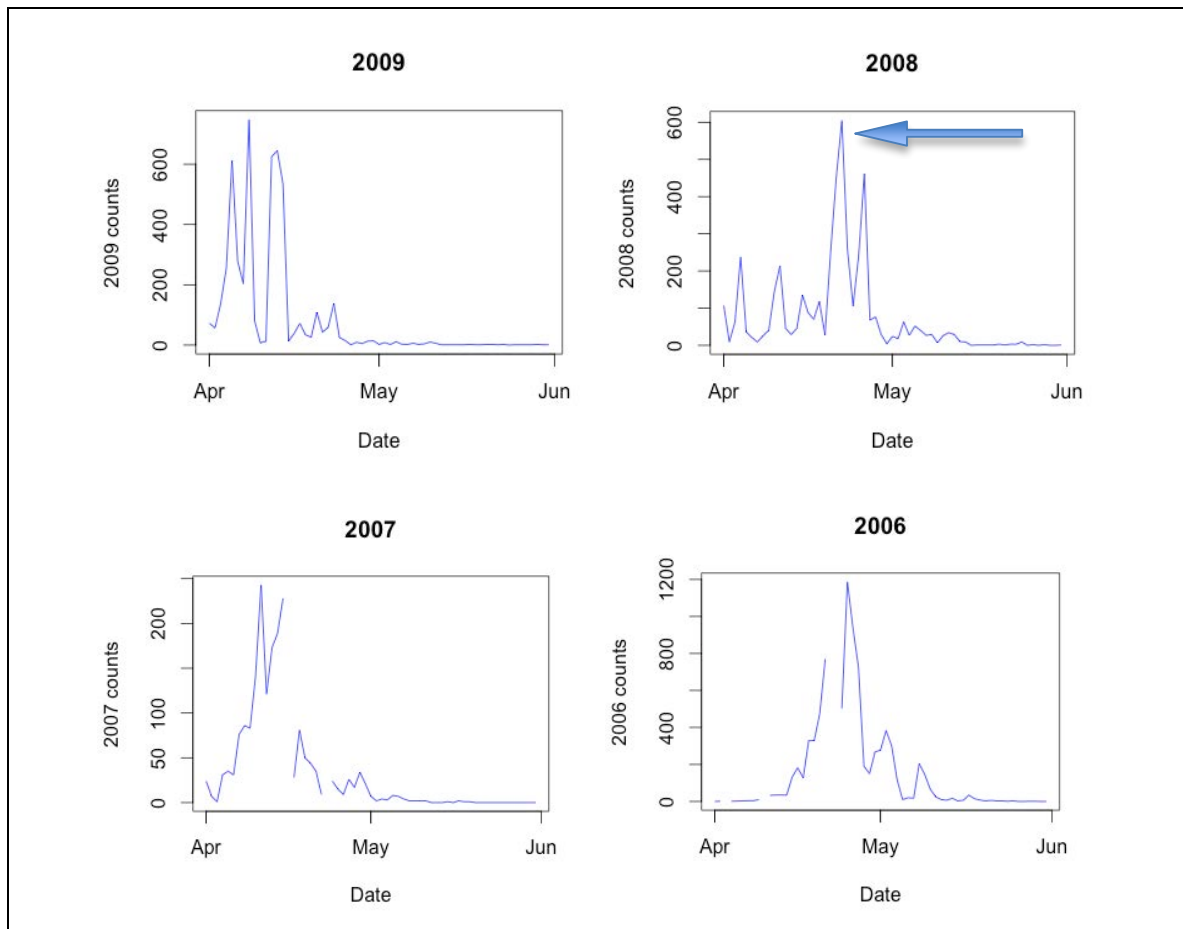 2009
2009 counts
0 200 400 600
Apr May Jun
Date
2008
2008 counts
0 200 400 600
Apr May Jun
Date
2007
2007 counts
0 50 100 200
Apr May Jun
Date
2006
2006 counts
0 400 800 1200
Apr May Jun
Date